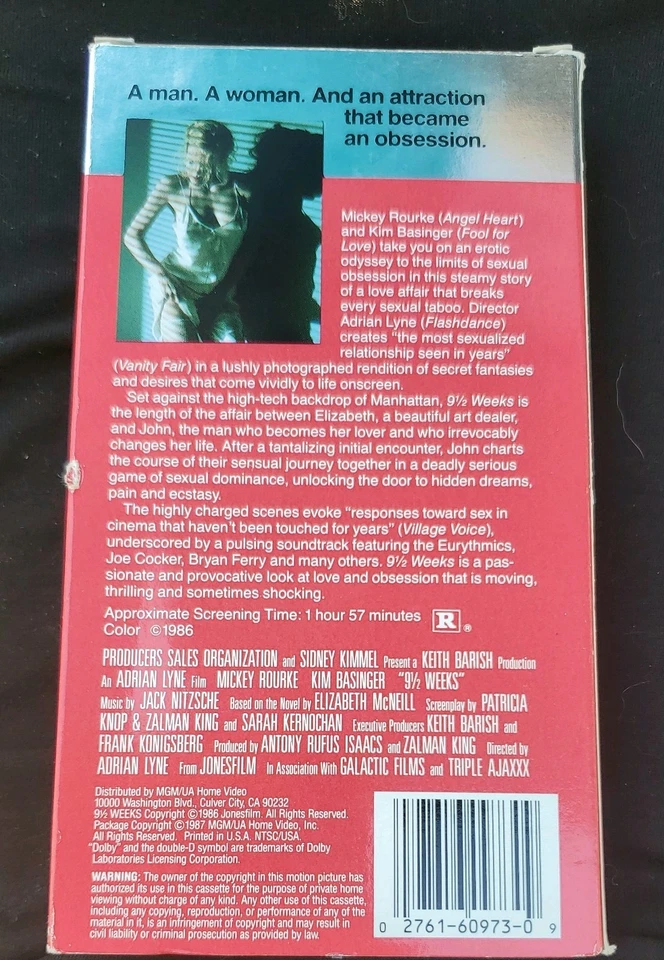 A man. A woman. And an attraction
that became
an obsession.
Mickey Rourke (Angel Heart)
and Kim Basinger (Fool for
Love) take you on an erotic
odyssey to the limits of sexual
obsession in this steamy story
of a love affair that breaks
every sexual taboo. Director
Adrian Lyne (Flashdance)
creates "the most sexualized
relationship seen in years"
(Vanity Fair) in a lushly photographed rendition of secret fantasies
and desires that come vividly to life onscreen.
Set against the high-tech backdrop of Manhattan, 9½ Weeks is
the length of the affair between Elizabeth, a beautiful art dealer,
and John, the man who becomes her lover and who irrevocably
changes her life. After a tantalizing initial encounter, John charts
the course of their sensual journey together in a deadly serious
game of sexual dominance, unlocking the door to hidden dreams,
pain and ecstasy.
The highly charged scenes evoke "responses toward sex in
cinema that haven't been touched for years" (Village Voice),
underscored by a pulsing soundtrack featuring the Eurythmics,
Joe Cocker, Bryan Ferry and many others. 9½ Weeks is a pas-
sionate and provocative look at love and obsession that is moving,
thrilling and sometimes shocking.
Approximate Screening Time: 1 hour 57 minutes R ®
Color ©1986
PRODUCERS SALES ORGANIZATION and SIDNEY KIMMEL Present a KEITH BARISH Production
An ADRIAN LYNE Film MICKEY ROURKE KIM BASINGER "9½ WEEKS"
Music by JACK NITZSCHE Based on the Novel by ELIZABETH McNEILL Screenplay by PATRICIA
KNOP & ZALMAN KING and SARAH KERNOCHAN Executive Producers KEITH BARISH and
FRANK KONIGSBERG Produced by ANTONY RUFUS ISAACS and ZALMAN KING Directed by
ADRIAN LYNE From JONESFILM In Association With GALACTIC FILMS and TRIPLE AJAXXX
Distributed by MGM/UA Home Video
10000 Washington Blvd., Culver City, CA 90232
9½ WEEKS Copyright ©1986 Jonesfilm. All Rights Reserved.
Package Copyright ©1987 MGM/UA Home Video, Inc.
All Rights Reserved. Printed in U.S.A. NTSC/USA.
"Dolby" and the double-D symbol are trademarks of Dolby
Laboratories Licensing Corporation.
WARNING: The owner of the copyright in this motion picture has
authorized its use in this cassette for the purpose of private home
viewing without charge of any kind. Any other use of this cassette,
including any copying, reproduction, or performance of any of the
material in it, is an infringement of copyright and may result in
civil liability or criminal prosecution as provided by law.
0 2761-60973-0 9